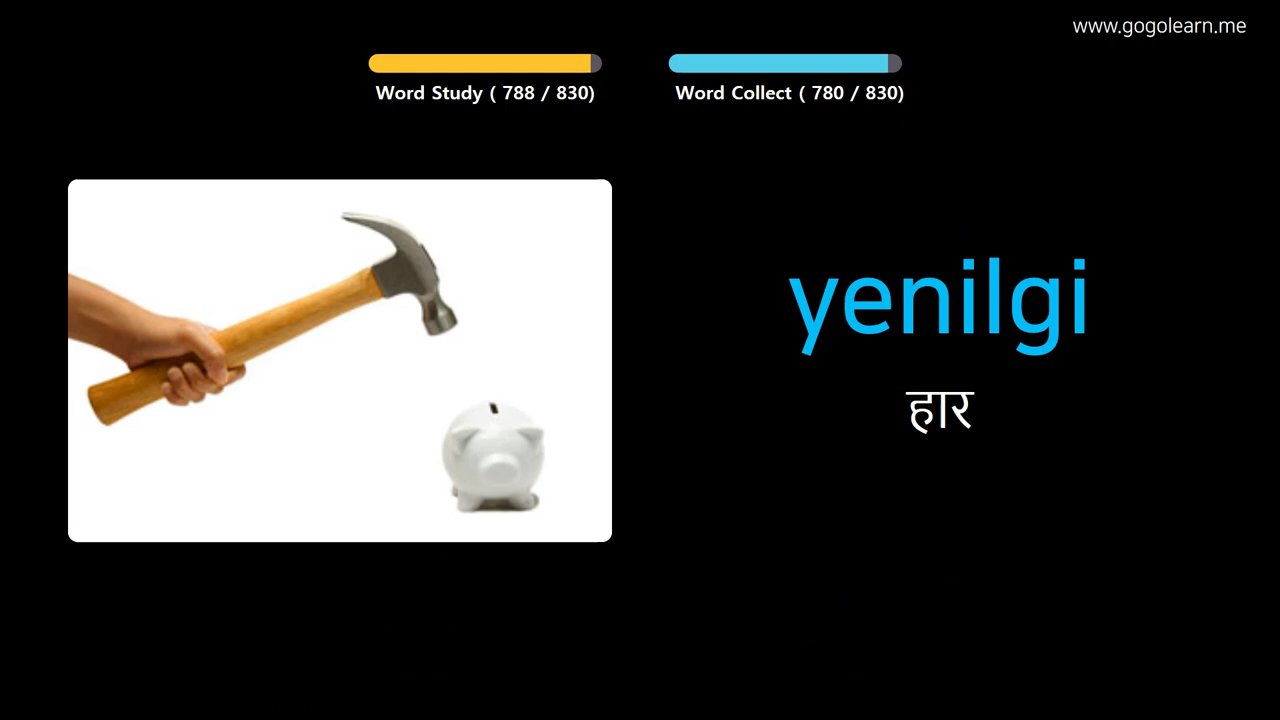 www.gogolearn.me
Word Study ( 788 / 830)
Word Collect ( 780 / 830)
yenilgi
हार